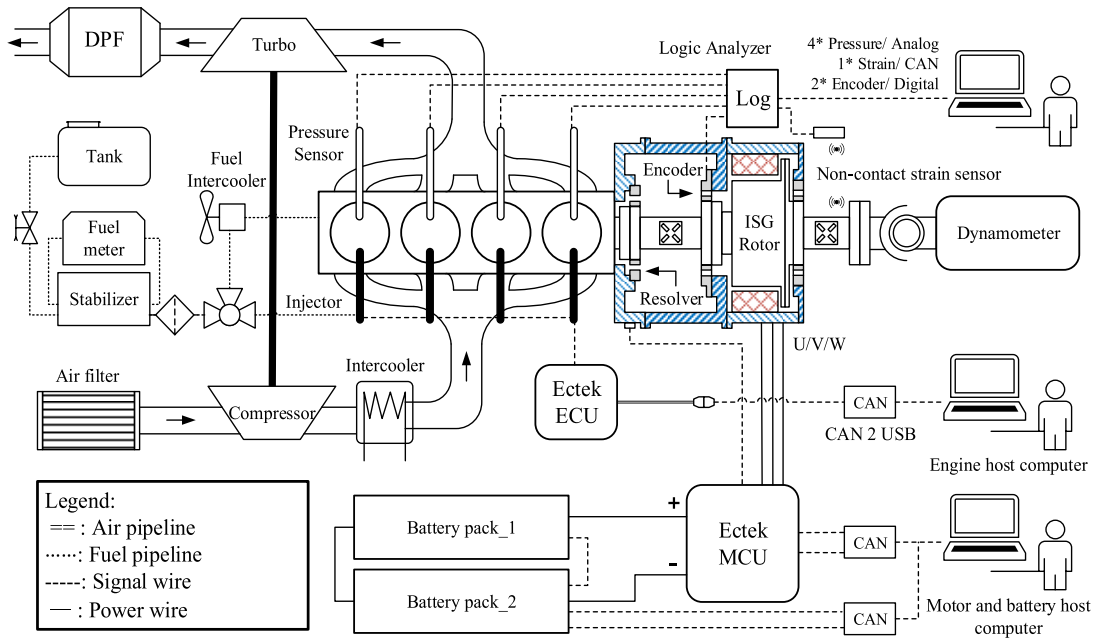 DPF
Turbo
Logic Analyzer
4* Pressure/ Analog
1* Strain/ CAN
2* Encoder/ Digital
Log
Pressure
Sensor
Tank
Fuel
Intercooler
Encoder
Non-contact strain sensor
ISG
Rotor
Dynamometer
Fuel
meter
Stabilizer
Injector
Resolver
U/V/W
Air filter
Compressor
Intercooler
Ectek
ECU
CAN
CAN 2 USB
Engine host computer
Legend:
== : Air pipeline
······: Fuel pipeline
-----: Signal wire
— : Power wire
Battery pack_1
Battery pack_2
+
-
Ectek
MCU
CAN
CAN
Motor and battery host
computer